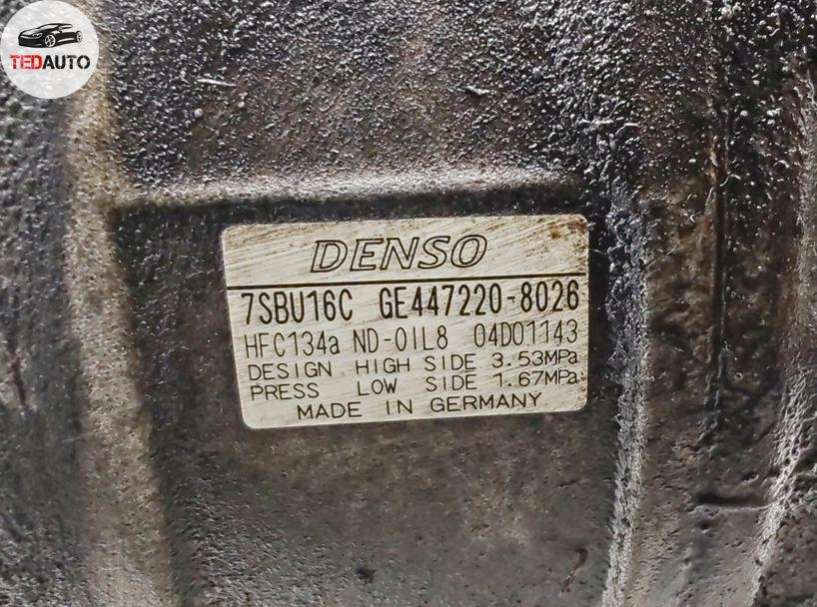 TEDAUTO
DENSO
7SBU16C GE447220-8026
HFC134a ND-OIL8 04D01143
DESIGN HIGH SIDE 3.53MPa
PRESS LOW SIDE 1.67MPa
MADE IN GERMANY